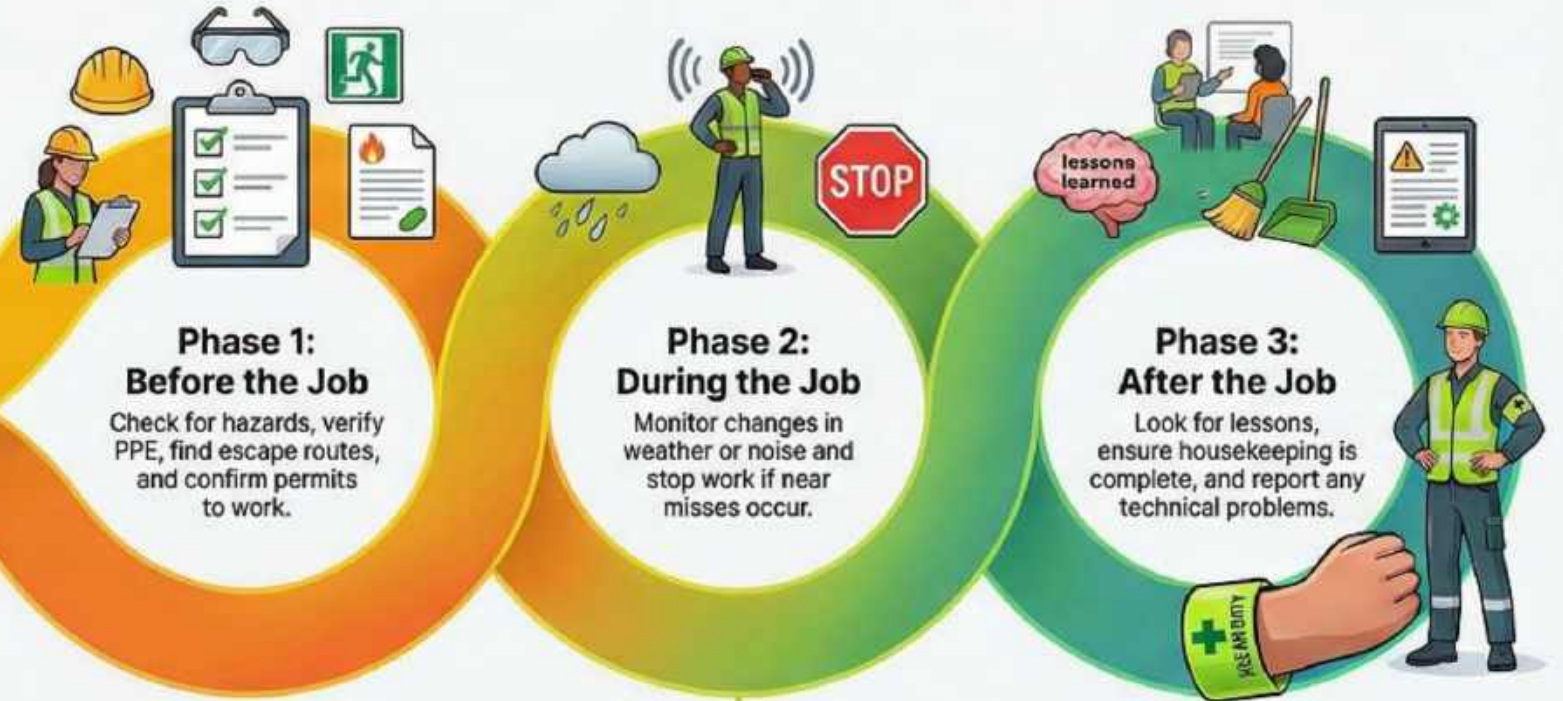 Phase 1:
Before the Job
Check for hazards, verify
PPE, find escape routes,
and confirm permits
to work.
STOP
Phase 2:
During the Job
Monitor changes in
weather or noise and
stop work if near
misses occur.
lessons
learned
Phase 3:
After the Job
Look for lessons,
ensure housekeeping is
complete, and report any
technical problems.